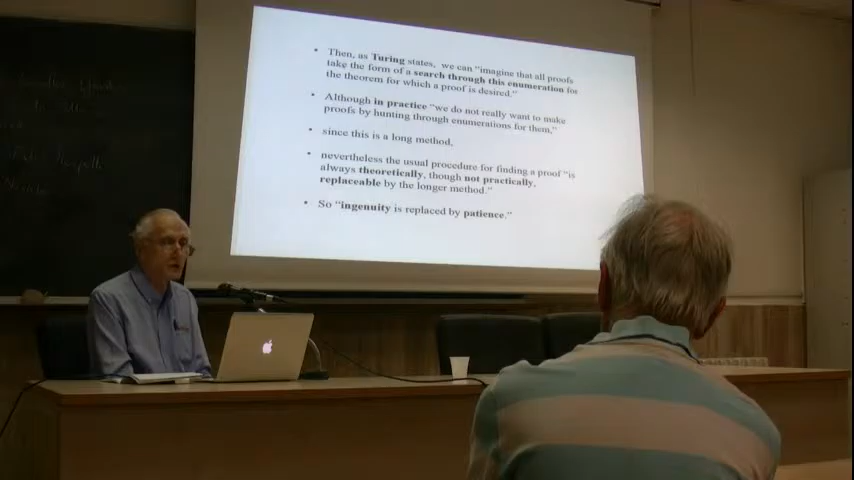 • Then, as Turing states, we can "imagine that all proofs
take the form of a search through this enumeration for
the theorem for which a proof is desired."
• Although in practice "we do not really want to make
proofs by hunting through enumerations for them,"
• since this is a long method,
• nevertheless the usual procedure for finding a proof "is
always theoretically, though not practically,
replaceable by the longer method."
• So "ingenuity is replaced by patience."